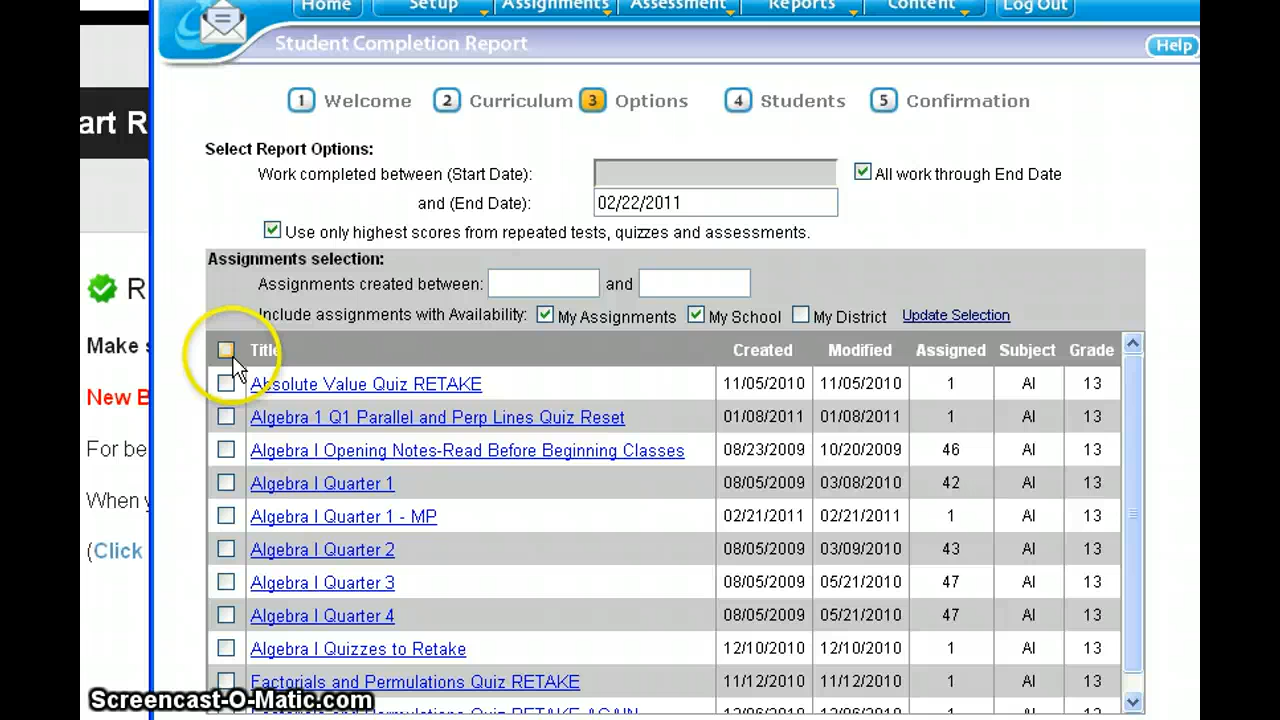 Home Setup Assignments Assessment Reports Content Log Out
Student Completion Report
Help
1 Welcome 2 Curriculum 3 Options 4 Students 5 Confirmation
art R
Select Report Options:
Work completed between (Start Date): All work through End Date
and (End Date): 02/22/2011
Use only highest scores from repeated tests, quizzes and assessments.
Assignments selection:
Assignments created between: and
R
Include assignments with Availability: My Assignments My School My District Update Selection
Make s
Title Created Modified Assigned Subject Grade
Absolute Value Quiz RETAKE 11/05/2010 11/05/2010 1 AI 13
New B
Algebra 1 Q1 Parallel and Perp Lines Quiz Reset 01/08/2011 01/08/2011 1 AI 13
For be
Algebra I Opening Notes-Read Before Beginning Classes 08/23/2009 10/20/2009 46 AI 13
Algebra I Quarter 1 08/05/2009 03/08/2010 42 AI 13
When y
Algebra I Quarter 1 - MP 02/21/2011 02/21/2011 1 AI 13
(Click
Algebra I Quarter 2 08/05/2009 03/09/2010 43 AI 13
Algebra I Quarter 3 08/05/2009 05/21/2010 47 AI 13
Algebra I Quarter 4 08/05/2009 05/21/2010 47 AI 13
Algebra I Quizzes to Retake 12/10/2010 12/10/2010 1 AI 13
Factorials and Permulations Quiz RETAKE 11/12/2010 11/12/2010 1 AI 13
Screencast-O-Matic.com